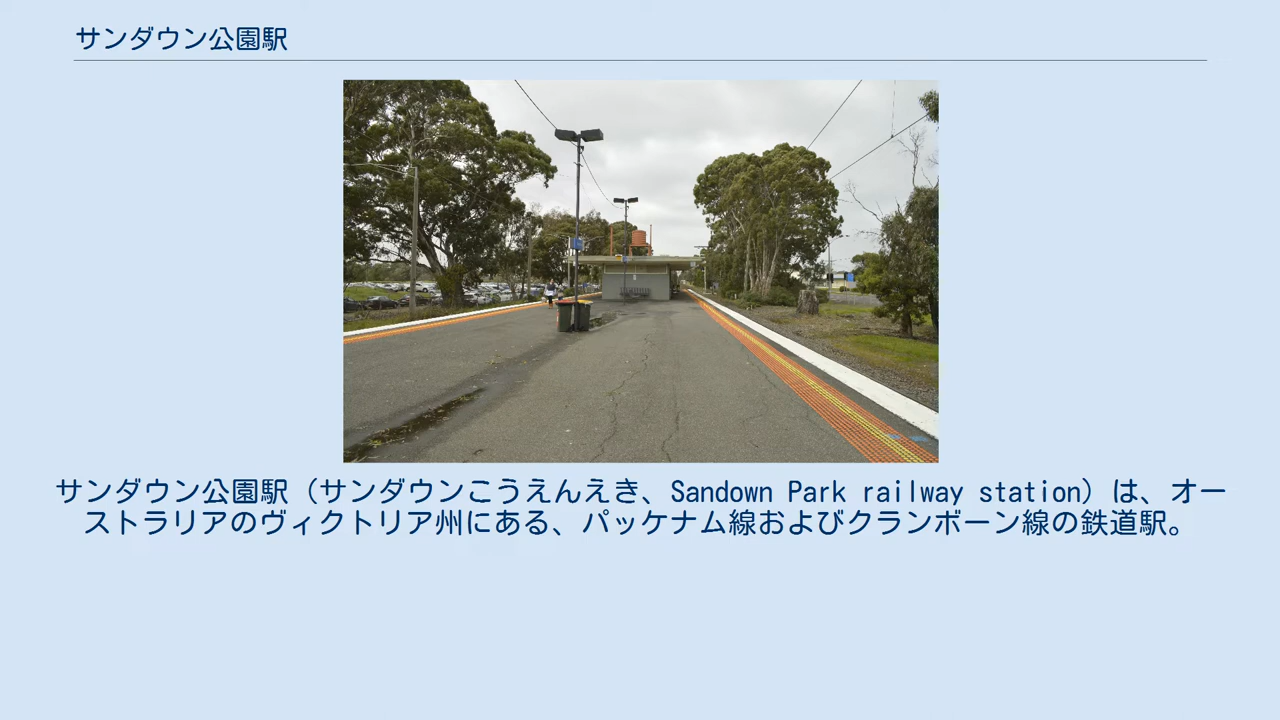 サンダウン公園駅
サンダウン公園駅（サンダウンこうえんえき、Sandown Park railway station）は、オー
ストラリアのヴィクトリア州にある、パッケナム線およびクランボーン線の鉄道駅。